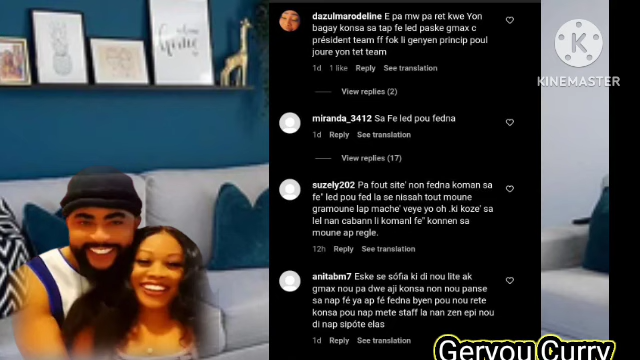 dazulmarodeline E pa mw pa ret kwe Yon
bagay konsa sa tap fe led paske gmax c
président team ff fok li genyen princip poul
joure yon tet team
1d 1 like Reply See translation
View replies (2)
miranda_3412 Sa Fe led pou fedna
1d Reply See translation
View replies (17)
suzely202 Pa fout site' non fedna koman sa
fe" led pou fed la se nissah tout moune
gramoune lap mache' veye yo oh .ki koze' sa
lel nan cabann li komanl fe" konnen sa
moune ap regle.
12h Reply See translation
anitabm7 Eske se sófia ki di nou lite ak
gmax nou pa dwe aji konsa non nou panse
sa nap fé ya ap fé fedna byen pou nou rete
konsa pou nap mete staff la nan zen epi nou
di nap sipóte elas
1d Reply See translation
home
KINEMASTER
Geryou Curry